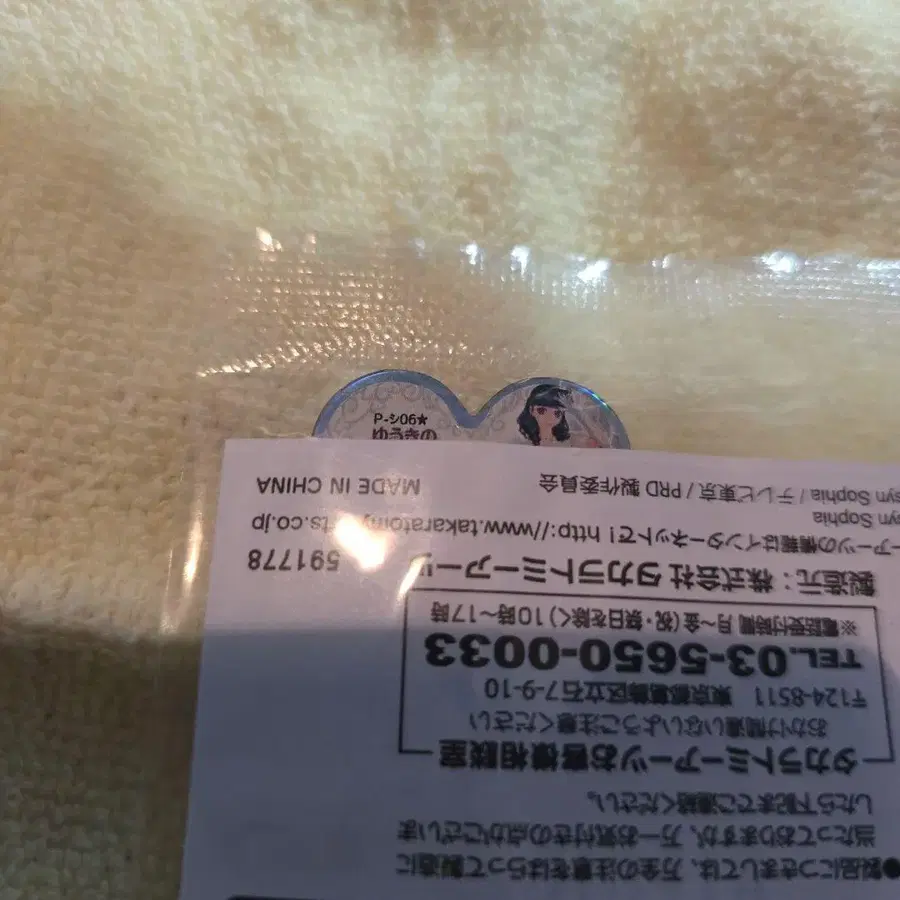 P-シ06★
ゆうきの
●製品につきましては、万全の注意をはらって製造に
当たっておりますが、万一お気付きの点がございま
したら下記までご連絡ください。
タカラトミーアーツお客様相談室
おかけ間違いないようご注意ください
〒124-8511 東京都葛飾区立石7-9-10
TEL.03-5650-0033
※電話受付時間 月〜金(祝・祭日を除く)10時〜17時
製造元:株式会社タカラトミーアーツ 591778
ーアーツの情報はインターネットで! http://www.takaratomy-arts.co.jp
syn Sophia
syn Sophia / テレビ東京 / PRD 製作委員会 MADE IN CHINA